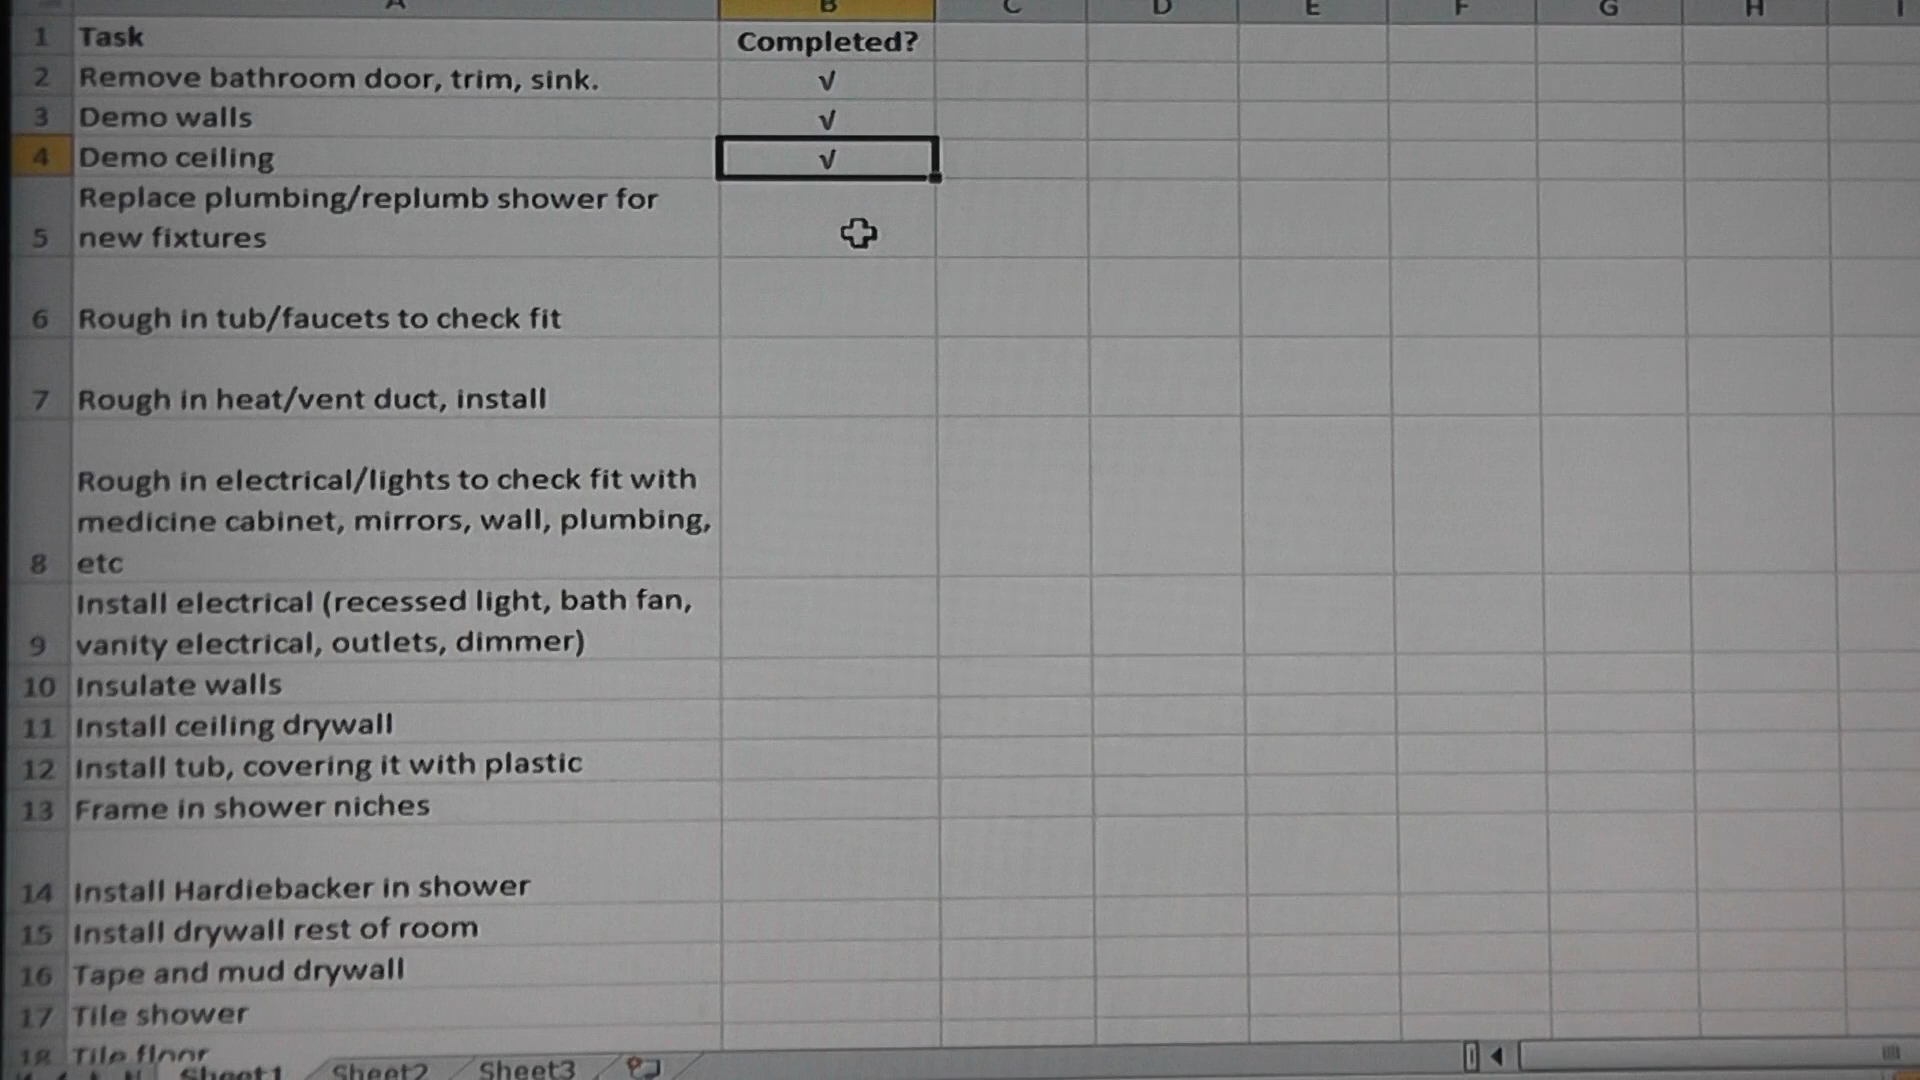 A B C D E F G H I
1 Task Completed?
2 Remove bathroom door, trim, sink. √
3 Demo walls √
4 Demo ceiling √
Replace plumbing/replumb shower for
5 new fixtures
6 Rough in tub/faucets to check fit
7 Rough in heat/vent duct, install
Rough in electrical/lights to check fit with
medicine cabinet, mirrors, wall, plumbing,
8 etc
Install electrical (recessed light, bath fan,
9 vanity electrical, outlets, dimmer)
10 Insulate walls
11 Install ceiling drywall
12 Install tub, covering it with plastic
13 Frame in shower niches
14 Install Hardiebacker in shower
15 Install drywall rest of room
16 Tape and mud drywall
17 Tile shower
18 Tile floor
Sheet1 Sheet2 Sheet3